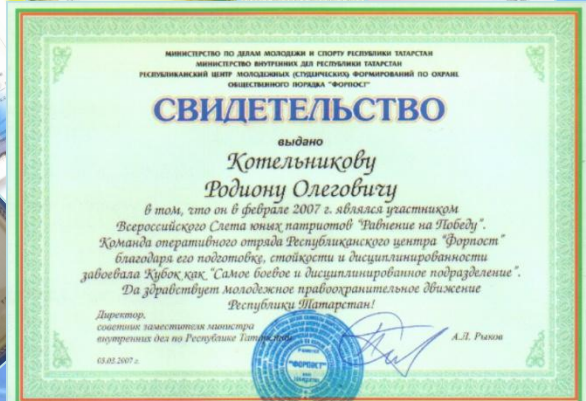 МИНИСТЕРСТВО ПО ДЕЛАМ МОЛОДЕЖИ И СПОРТУ РЕСПУБЛИКИ ТАТАРСТАН
МИНИСТЕРСТВО ВНУТРЕННИХ ДЕЛ РЕСПУБЛИКИ ТАТАРСТАН
РЕСПУБЛИКАНСКИЙ ЦЕНТР МОЛОДЕЖНЫХ (СТУДЕНЧЕСКИХ) ФОРМИРОВАНИЙ ПО ОХРАНЕ
ОБЩЕСТВЕННОГО ПОРЯДКА "ФОРПОСТ"
СВИДЕТЕЛЬСТВО
выдано
Котельникову
Родиону Олеговичу
в том, что он в феврале 2007 г. являлся участником
Всероссийского Слета юных патриотов "Равнение на Победу".
Команда оперативного отряда Республиканского центра "Форпост"
благодаря его подготовке, стойкости и дисциплинированности
завоевала Кубок как "Самое боевое и дисциплинированное подразделение".
Да здравствует молодежное правоохранительное движение
Республики Татарстан!
Директор,
советник заместителя министра
внутренних дел по Республике Татарстан
А.Л. Рыков
03.03.2007 г.
"ФОРПОСТ"